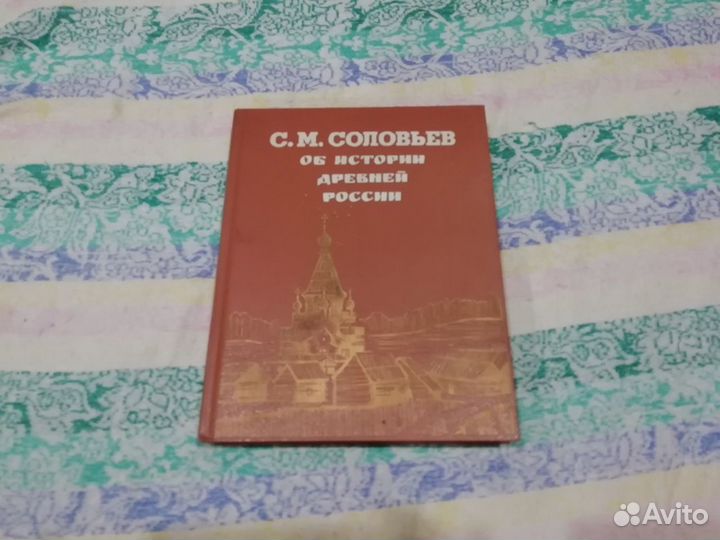 С. М. СОЛОВЬЕВ
ОБ ИСТОРИИ
ДРЕВНЕЙ
РОССИИ
Avito